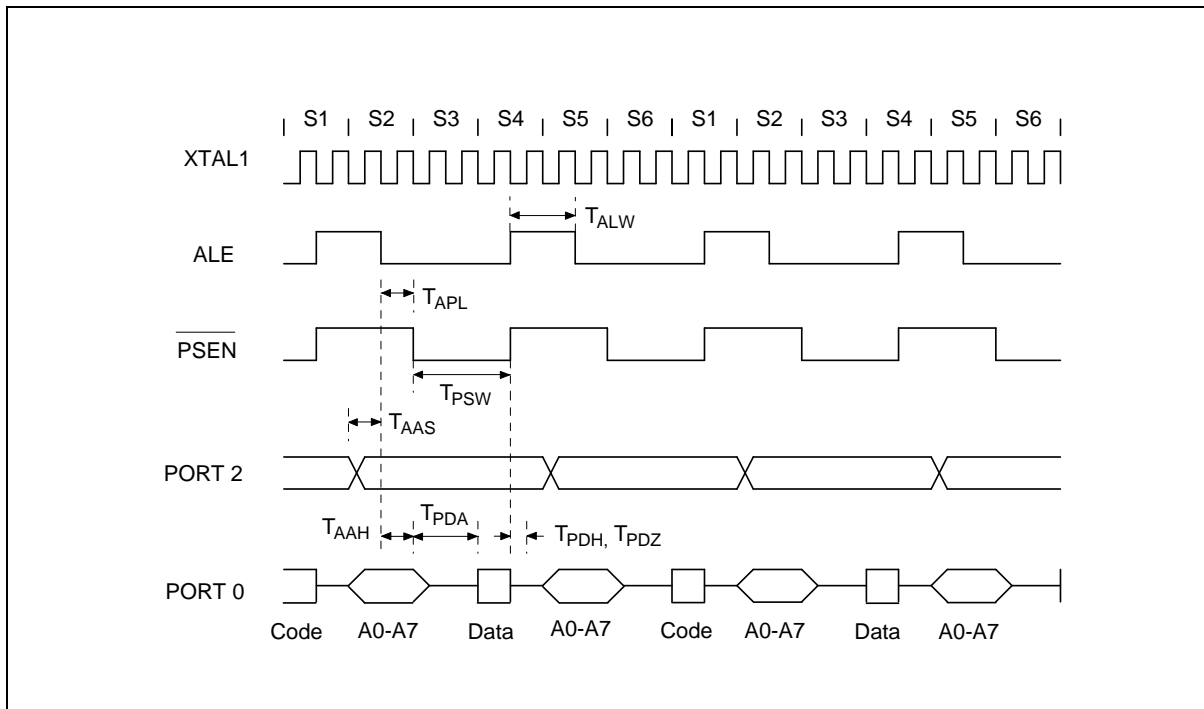 S1 S2 S3 S4 S5 S6 S1 S2 S3 S4 S5 S6
XTAL1
TALW
ALE
TAPL
PSEN
TPSW
TAAS
PORT 2
TAAH TPDA TPDH, TPDZ
PORT 0
Code A0-A7 Data A0-A7 Code A0-A7 Data A0-A7